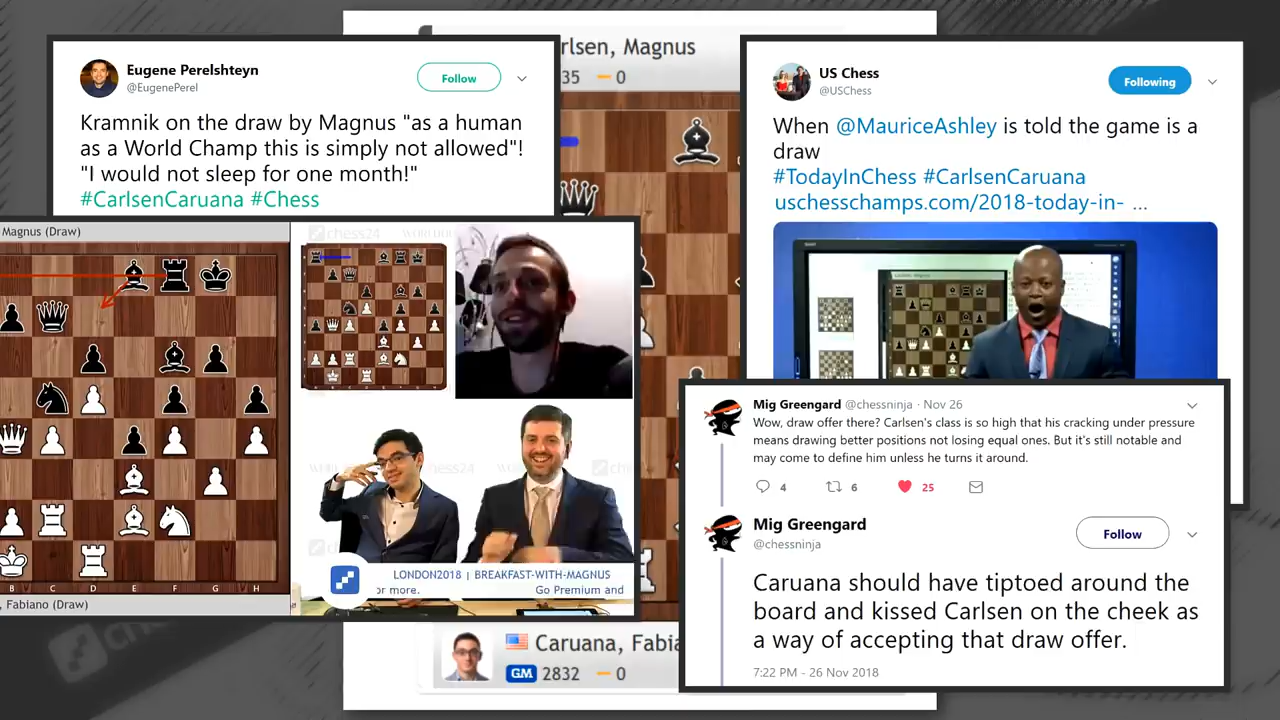 rlsen, Magnus
35 0
Eugene Perelshteyn
@EugenePerel
Follow
Kramnik on the draw by Magnus "as a human
as a World Champ this is simply not allowed"!
"I would not sleep for one month!"
#CarlsenCaruana #Chess
US Chess
@USChess
Following
When @MauriceAshley is told the game is a
draw
#TodayInChess #CarlsenCaruana
uschesschamps.com/2018-today-in- ...
Magnus (Draw)
B C D E F G H
, Fabiano (Draw)
chess24
LONDON2018 | BREAKFAST-WITH-MAGNUS
or more. Go Premium and
Mig Greengard @chessninja · Nov 26
Wow, draw offer there? Carlsen's class is so high that his cracking under pressure
means drawing better positions not losing equal ones. But it's still notable and
may come to define him unless he turns it around.
4 6 25
Mig Greengard
@chessninja
Follow
Caruana should have tiptoed around the
board and kissed Carlsen on the cheek as
a way of accepting that draw offer.
7:22 PM - 26 Nov 2018
Caruana, Fabia
GM 2832 0